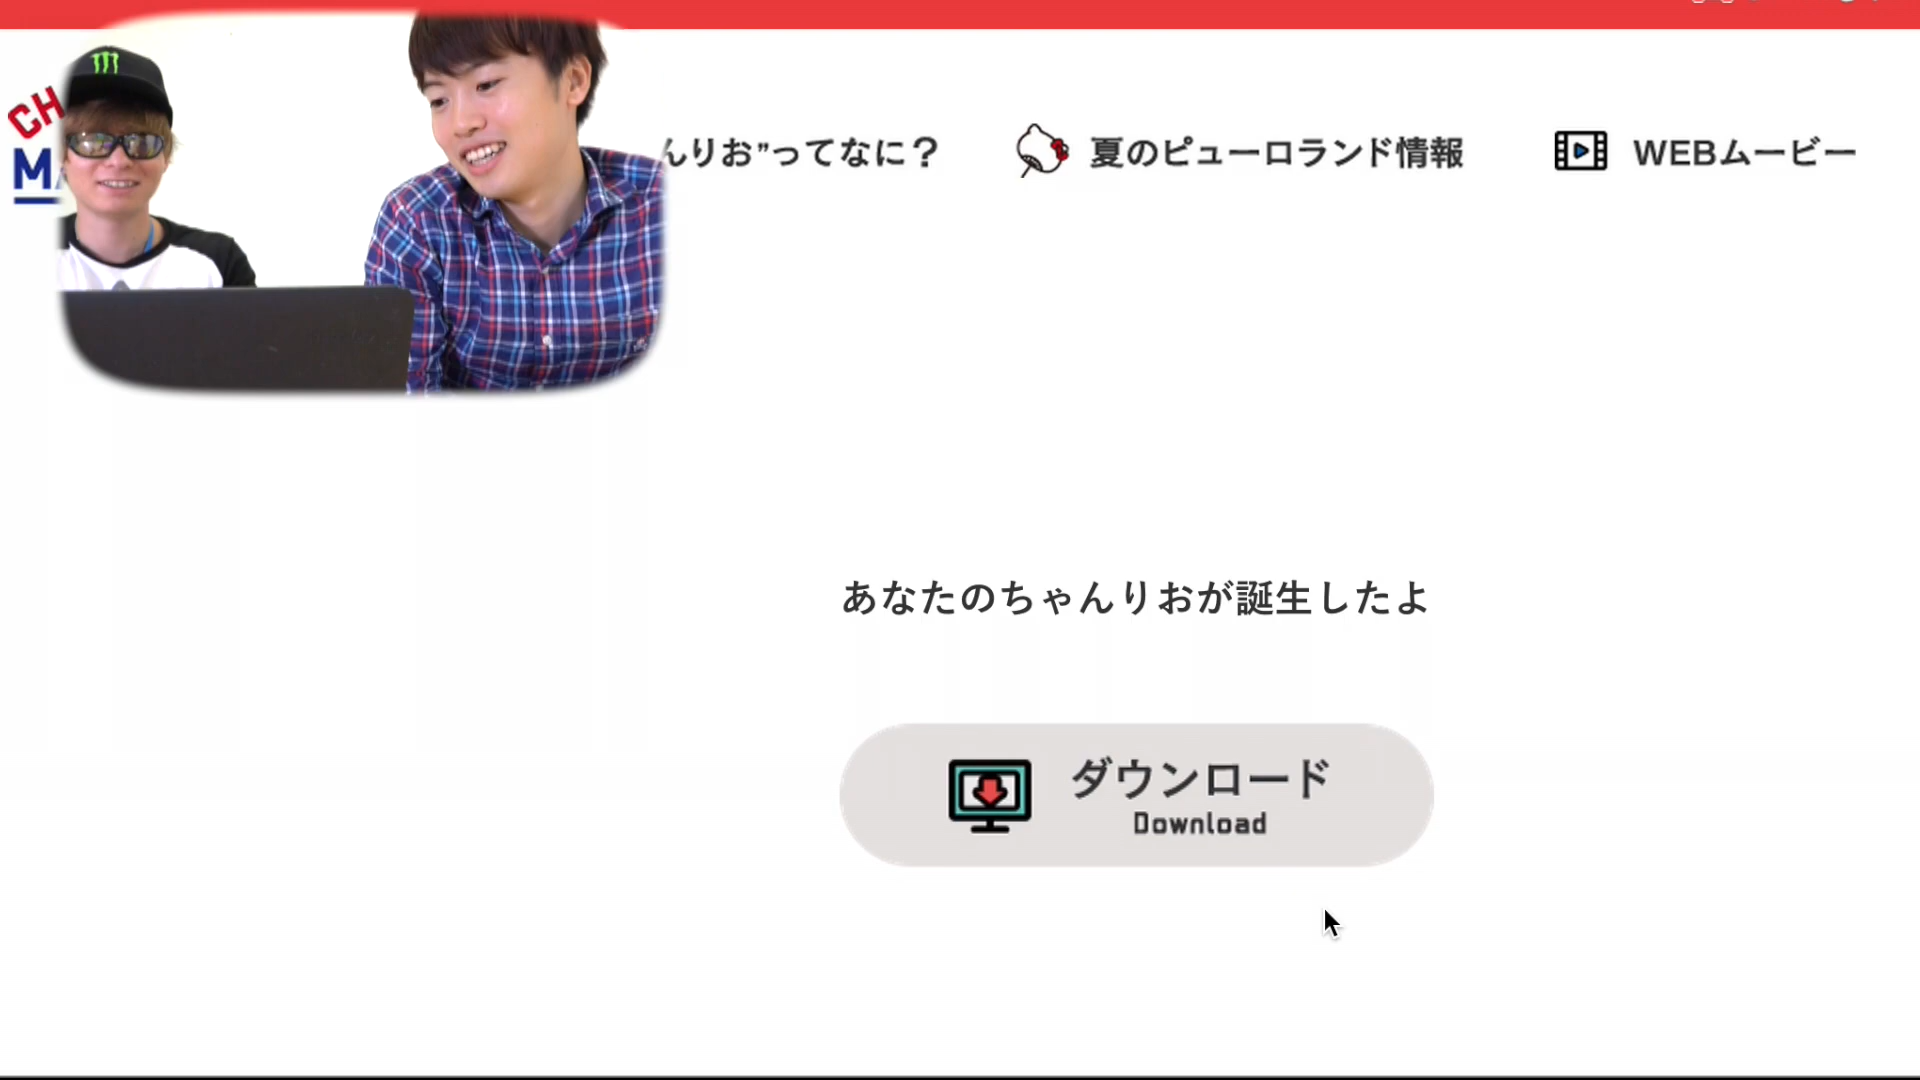 CH
MA
んりお”ってなに？
夏のピューロランド情報
WEBムービー
あなたのちゃんりおが誕生したよ
ダウンロード
Download